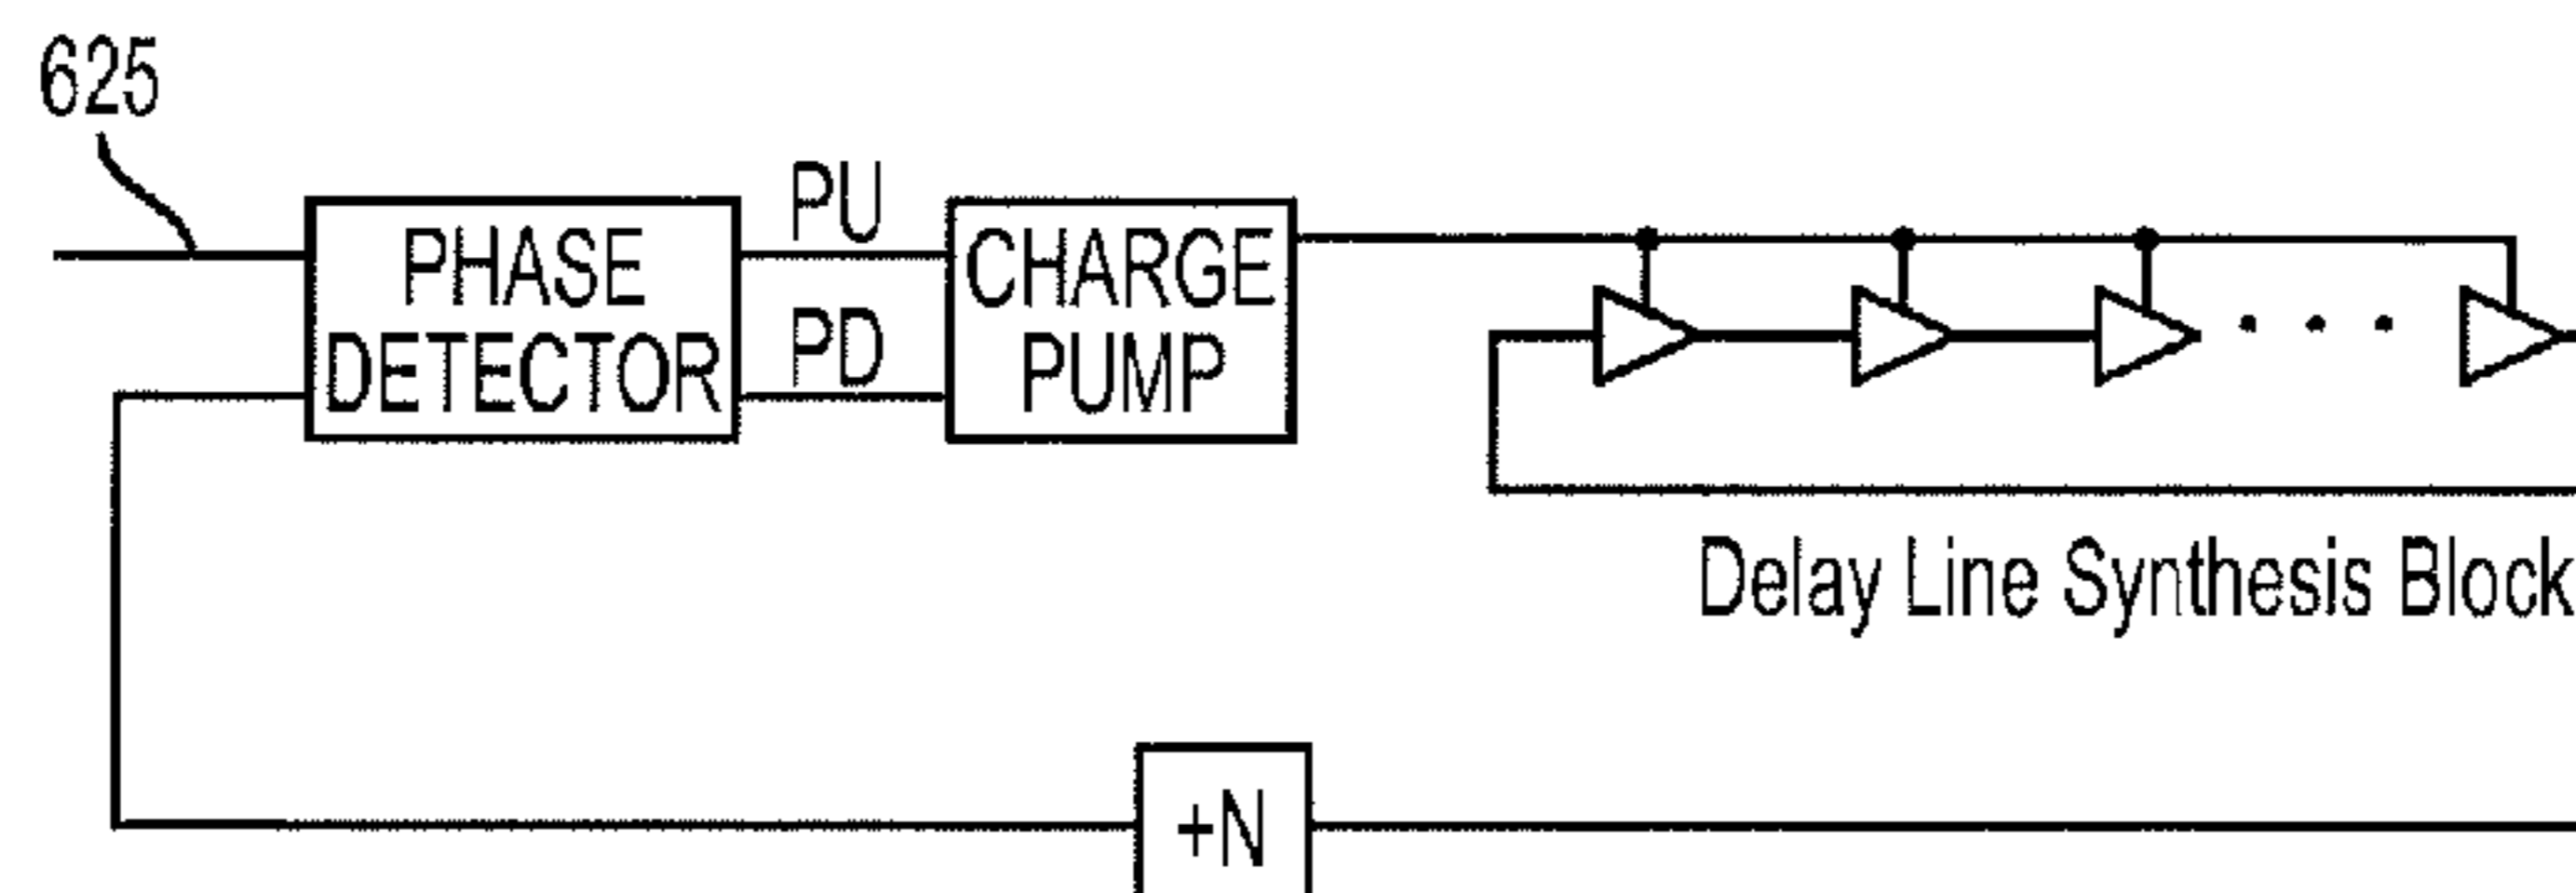 625
PU
PHASE
DETECTOR
PD
CHARGE
PUMP
Delay Line Synthesis Block
+N